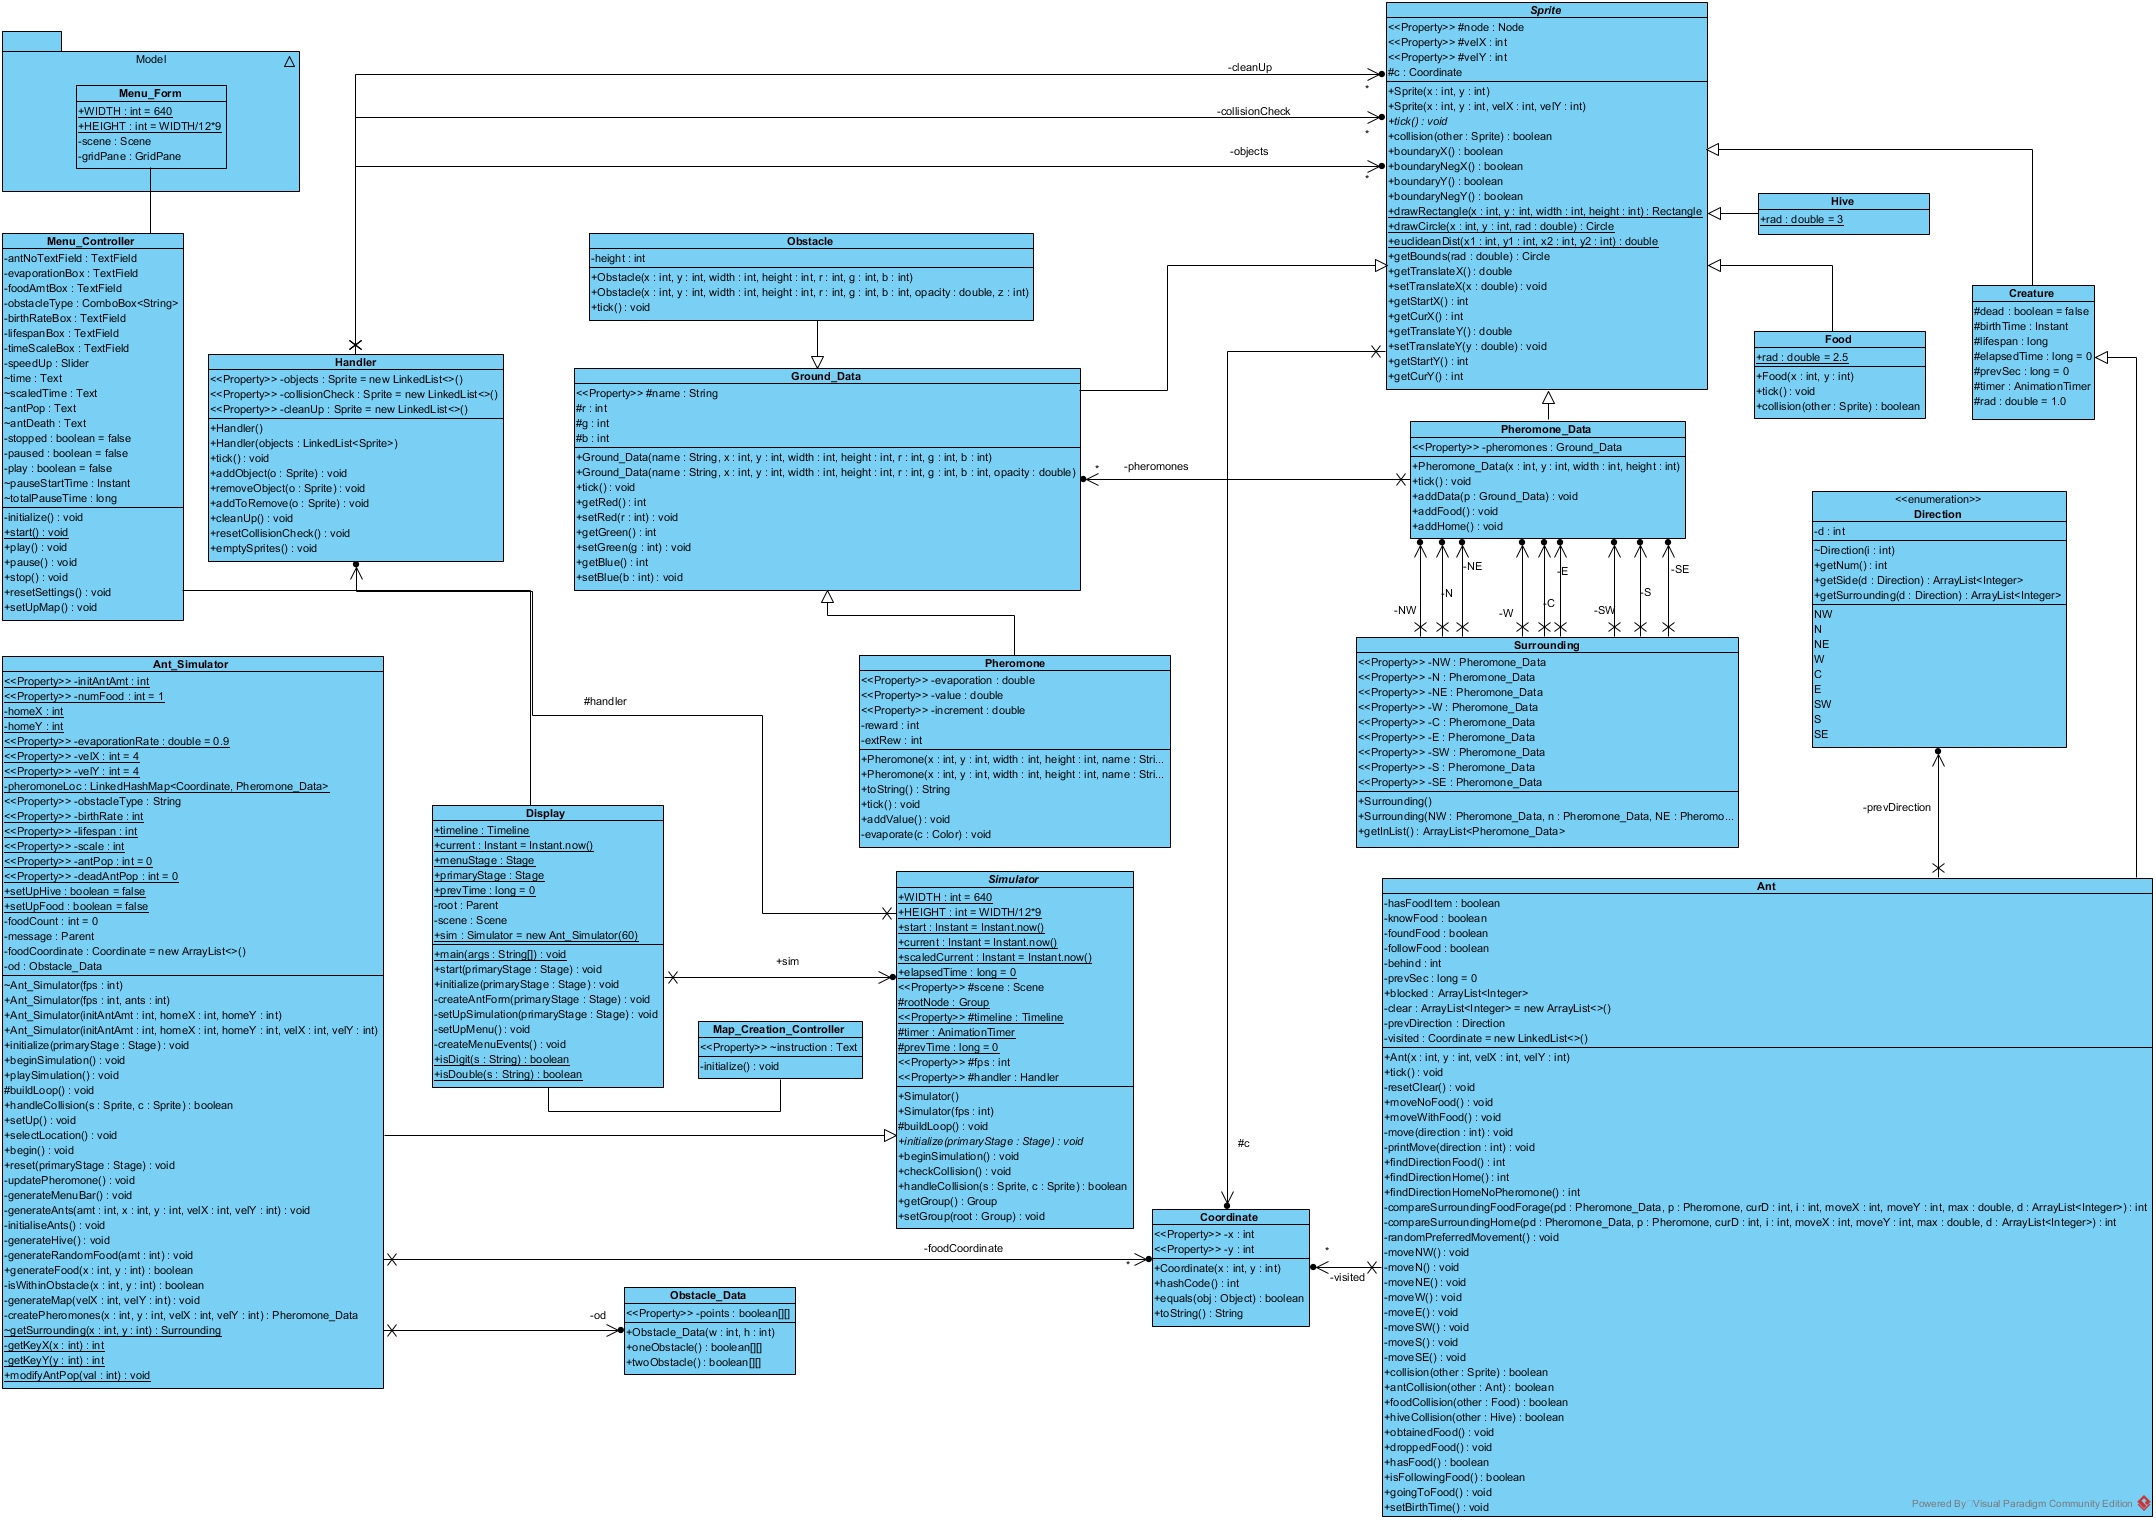 Model
Menu_Form
+WIDTH : int = 640
+HEIGHT : int = WIDTH/12*9
-scene : Scene
-gridPane : GridPane
Menu_Controller
-antNoTextField : TextField
-evaporationBox : TextField
-foodAmtBox : TextField
-obstacleType : ComboBox<String>
-birthRateBox : TextField
-lifespanBox : TextField
-timeScaleBox : TextField
-speedUp : Slider
~time : Text
~scaledTime : Text
~antPop : Text
~antDeath : Text
-stopped : boolean = false
-paused : boolean = false
-play : boolean = false
~pauseStartTime : Instant
~totalPauseTime : long
-initialize() : void
+start() : void
+play() : void
+pause() : void
+stop() : void
+resetSettings() : void
+setUpMap() : void
Handler
<<Property>> -objects : Sprite = new LinkedList<>()
<<Property>> -collisionCheck : Sprite = new LinkedList<>()
<<Property>> -cleanUp : Sprite = new LinkedList<>()
+Handler()
+Handler(objects : LinkedList<Sprite>)
+tick() : void
+addObject(o : Sprite) : void
+removeObject(o : Sprite) : void
+addToRemove(o : Sprite) : void
+cleanUp() : void
+resetCollisionCheck() : void
+emptySprites() : void
-cleanUp
*
-collisionCheck
*
-objects
*
Sprite
<<Property>> #node : Node
<<Property>> #velX : int
<<Property>> #velY : int
#c : Coordinate
+Sprite(x : int, y : int)
+Sprite(x : int, y : int, velX : int, velY : int)
+tick() : void
+collision(other : Sprite) : boolean
+boundaryX() : boolean
+boundaryNegX() : boolean
+boundaryY() : boolean
+boundaryNegY() : boolean
+drawRectangle(x : int, y : int, width : int, height : int) : Rectangle
+drawCircle(x : int, y : int, rad : double) : Circle
+euclideanDist(x1 : int, y1 : int, x2 : int, y2 : int) : double
+getBounds(rad : double) : Circle
+getTranslateX() : double
+setTranslateX(x : double) : void
+getStartX() : int
+getCurX() : int
+getTranslateY() : double
+setTranslateY(y : double) : void
+getStartY() : int
+getCurY() : int
Hive
+rad : double = 3
Food
+rad : double = 2.5
+Food(x : int, y : int)
+tick() : void
+collision(other : Sprite) : boolean
Creature
#dead : boolean = false
#birthTime : Instant
#lifespan : long
#elapsedTime : long = 0
#prevSec : long = 0
#timer : AnimationTimer
#rad : double = 1.0
Obstacle
-height : int
+Obstacle(x : int, y : int, width : int, height : int, r : int, g : int, b : int)
+Obstacle(x : int, y : int, width : int, height : int, r : int, g : int, b : int, opacity : double, z : int)
+tick() : void
Ground_Data
<<Property>> #name : String
#r : int
#g : int
#b : int
+Ground_Data(name : String, x : int, y : int, width : int, height : int, r : int, g : int, b : int)
+Ground_Data(name : String, x : int, y : int, width : int, height : int, r : int, g : int, b : int, opacity : double)
+tick() : void
+getRed() : int
+setRed(r : int) : void
+getGreen() : int
+setGreen(g : int) : void
+getBlue() : int
+setBlue(b : int) : void
*
-pheromones
Pheromone_Data
<<Property>> -pheromones : Ground_Data
+Pheromone_Data(x : int, y : int, width : int, height : int)
+tick() : void
+addData(p : Ground_Data) : void
+addFood() : void
+addHome() : void
-NW
-N
-NE
-W
-C
-E
-SW
-S
-SE
Surrounding
<<Property>> -NW : Pheromone_Data
<<Property>> -N : Pheromone_Data
<<Property>> -NE : Pheromone_Data
<<Property>> -W : Pheromone_Data
<<Property>> -C : Pheromone_Data
<<Property>> -E : Pheromone_Data
<<Property>> -SW : Pheromone_Data
<<Property>> -S : Pheromone_Data
<<Property>> -SE : Pheromone_Data
+Surrounding()
+Surrounding(NW : Pheromone_Data, n : Pheromone_Data, NE : Pheromo...
+getInList() : ArrayList<Pheromone_Data>
<<enumeration>>
Direction
-d : int
~Direction(i : int)
+getNum() : int
+getSide(d : Direction) : ArrayList<Integer>
+getSurrounding(d : Direction) : ArrayList<Integer>
NW
N
NE
W
C
E
SW
S
SE
-prevDirection
Pheromone
<<Property>> -evaporation : double
<<Property>> -value : double
<<Property>> -increment : double
-reward : int
-extRew : int
+Pheromone(x : int, y : int, width : int, height : int, name : Stri...
+Pheromone(x : int, y : int, width : int, height : int, name : Stri...
+toString() : String
+tick() : void
+addValue() : void
-evaporate(c : Color) : void
Ant_Simulator
<<Property>> -initAntAmt : int
<<Property>> -numFood : int = 1
-homeX : int
-homeY : int
<<Property>> -evaporationRate : double = 0.9
<<Property>> -velX : int = 4
<<Property>> -velY : int = 4
-pheromoneLoc : LinkedHashMap<Coordinate, Pheromone_Data>
<<Property>> -obstacleType : String
<<Property>> -birthRate : int
<<Property>> -lifespan : int
<<Property>> -scale : int
<<Property>> -antPop : int = 0
<<Property>> -deadAntPop : int = 0
+setUpHive : boolean = false
+setUpFood : boolean = false
-foodCount : int = 0
-message : Parent
-foodCoordinate : Coordinate = new ArrayList<>()
-od : Obstacle_Data
~Ant_Simulator(fps : int)
+Ant_Simulator(fps : int, ants : int)
+Ant_Simulator(initAntAmt : int, homeX : int, homeY : int)
+Ant_Simulator(initAntAmt : int, homeX : int, homeY : int, velX : int, velY : int)
+initialize(primaryStage : Stage) : void
+beginSimulation() : void
+playSimulation() : void
#buildLoop() : void
+handleCollision(s : Sprite, c : Sprite) : boolean
+setUp() : void
+selectLocation() : void
+begin() : void
+reset(primaryStage : Stage) : void
-updatePheromone() : void
-generateMenuBar() : void
-generateAnts(amt : int, x : int, y : int, velX : int, velY : int) : void
-initialiseAnts() : void
-generateHive() : void
-generateRandomFood(amt : int) : void
+generateFood(x : int, y : int) : boolean
-isWithinObstacle(x : int, y : int) : boolean
-generateMap(velX : int, velY : int) : void
-createPheromones(x : int, y : int, velX : int, velY : int) : Pheromone_Data
~getSurrounding(x : int, y : int) : Surrounding
-getKeyX(x : int) : int
-getKeyY(y : int) : int
+modifyAntPop(val : int) : void
#handler
Display
+timeline : Timeline
+current : Instant = Instant.now()
+menuStage : Stage
+primaryStage : Stage
+prevTime : long = 0
-root : Parent
-scene : Scene
+sim : Simulator = new Ant_Simulator(60)
+main(args : String[]) : void
+start(primaryStage : Stage) : void
+initialize(primaryStage : Stage) : void
-createAntForm(primaryStage : Stage) : void
-setUpSimulation(primaryStage : Stage) : void
-setUpMenu() : void
-createMenuEvents() : void
+isDigit(s : String) : boolean
+isDouble(s : String) : boolean
+sim
Map_Creation_Controller
<<Property>> ~instruction : Text
-initialize() : void
Simulator
+WIDTH : int = 640
+HEIGHT : int = WIDTH/12*9
+start : Instant = Instant.now()
+current : Instant = Instant.now()
+scaledCurrent : Instant = Instant.now()
+elapsedTime : long = 0
<<Property>> #scene : Scene
#rootNode : Group
<<Property>> #timeline : Timeline
#timer : AnimationTimer
#prevTime : long = 0
<<Property>> #fps : int
<<Property>> #handler : Handler
+Simulator()
+Simulator(fps : int)
#buildLoop() : void
+initialize(primaryStage : Stage) : void
+beginSimulation() : void
+checkCollision() : void
+handleCollision(s : Sprite, c : Sprite) : boolean
+getGroup() : Group
+setGroup(root : Group) : void
#c
-foodCoordinate
*
-od
Obstacle_Data
<<Property>> -points : boolean[][]
+Obstacle_Data(w : int, h : int)
+oneObstacle() : boolean[][]
+twoObstacle() : boolean[][]
Coordinate
<<Property>> -x : int
<<Property>> -y : int
+Coordinate(x : int, y : int)
+hashCode() : int
+equals(obj : Object) : boolean
+toString() : String
*
-visited
Ant
-hasFoodItem : boolean
-knowFood : boolean
-foundFood : boolean
-followFood : boolean
-behind : int
-prevSec : long = 0
+blocked : ArrayList<Integer>
-clear : ArrayList<Integer> = new ArrayList<>()
-prevDirection : Direction
-visited : Coordinate = new LinkedList<>()
+Ant(x : int, y : int, velX : int, velY : int)
+tick() : void
-resetClear() : void
+moveNoFood() : void
+moveWithFood() : void
-move(direction : int) : void
-printMove(direction : int) : void
+findDirectionFood() : int
+findDirectionHome() : int
+findDirectionHomeNoPheromone() : int
-compareSurroundingFoodForage(pd : Pheromone_Data, p : Pheromone, curD : int, i : int, moveX : int, moveY : int, max : double, d : ArrayList<Integer>) : int
-compareSurroundingHome(pd : Pheromone_Data, p : Pheromone, curD : int, i : int, moveX : int, moveY : int, max : double, d : ArrayList<Integer>) : int
-randomPreferredMovement() : void
-moveNW() : void
-moveN() : void
-moveNE() : void
-moveW() : void
-moveE() : void
-moveSW() : void
-moveS() : void
-moveSE() : void
+collision(other : Sprite) : boolean
+antCollision(other : Ant) : boolean
+foodCollision(other : Food) : boolean
+hiveCollision(other : Hive) : boolean
+obtainedFood() : void
+droppedFood() : void
+hasFood() : boolean
+isFollowingFood() : boolean
+goingToFood() : void
+setBirthTime() : void
Powered By Visual Paradigm Community Edition